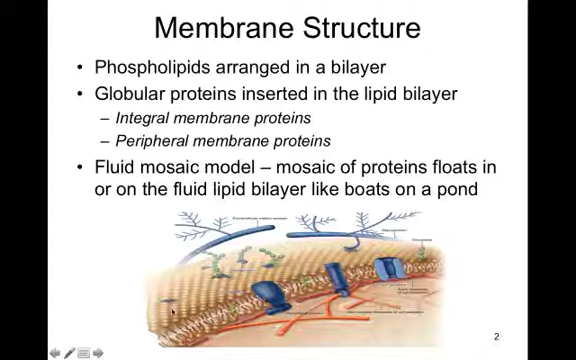 Membrane Structure
• Phospholipids arranged in a bilayer
• Globular proteins inserted in the lipid bilayer
– Integral membrane proteins
– Peripheral membrane proteins
• Fluid mosaic model – mosaic of proteins floats in
or on the fluid lipid bilayer like boats on a pond
2